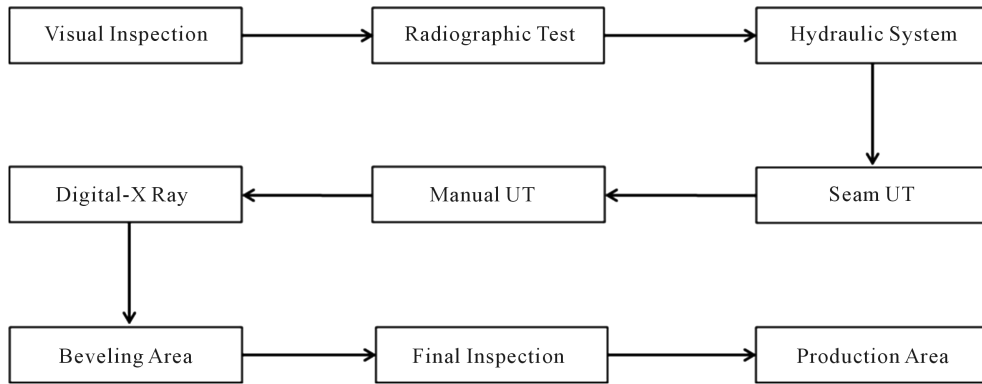 Visual Inspection
Radiographic Test
Hydraulic System
Seam UT
Manual UT
Digital-X Ray
Beveling Area
Final Inspection
Production Area